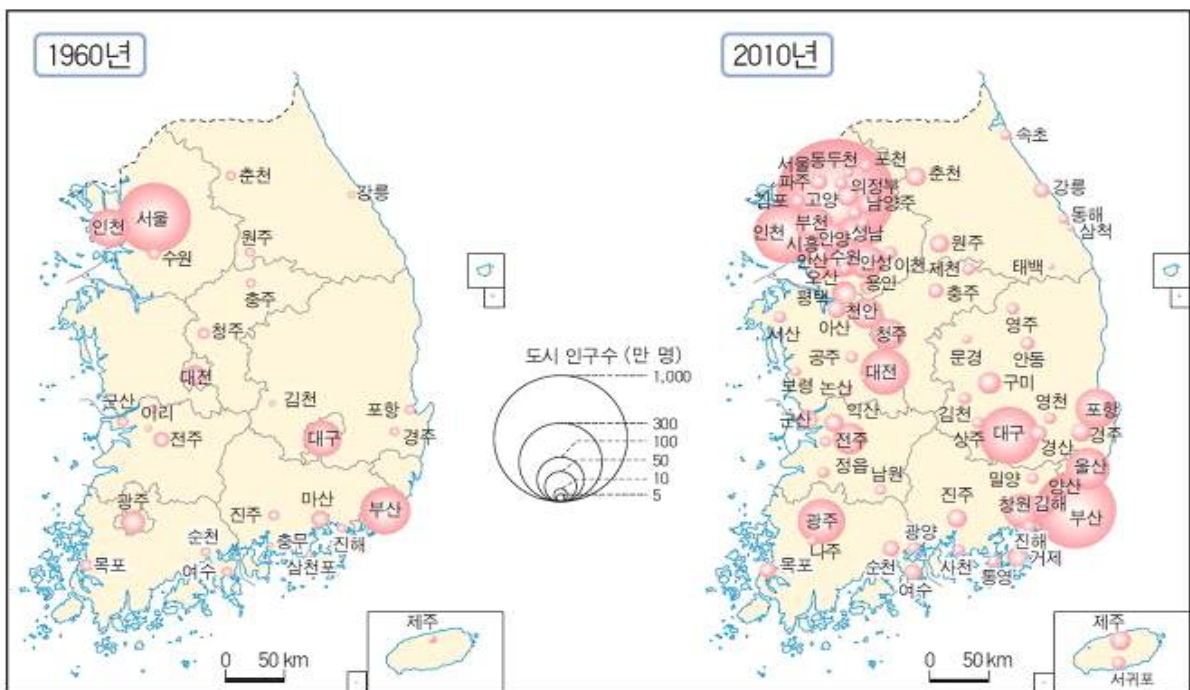 1960년
춘천
강릉
서울
인천
수원
원주
충주
청주
대전
김천
포항
군산
이리
전주
대구
경주
광주
진주
마산
부산
순천
충무
진해
목포
여수
삼천포
제주
0 50 km
도시 인구수 (만 명)
1,000
300
100
50
10
5
2010년
속초
서울
동두천
포천
춘천
파주
의정부
강릉
김포
고양
남양주
동해
부천
삼척
인천
시흥
안양
성남
원주
안산
수원
안성
이천
제천
태백
오산
용인
충주
평택
천안
서산
아산
청주
영주
공주
문경
안동
대전
보령
논산
구미
김천
영천
포항
군산
익산
전주
상주
대구
경산
경주
정읍
남원
밀양
울산
양산
진주
창원
김해
부산
광주
나주
광양
진해
목포
순천
사천
통영
거제
여수
제주
서귀포
0 50 km